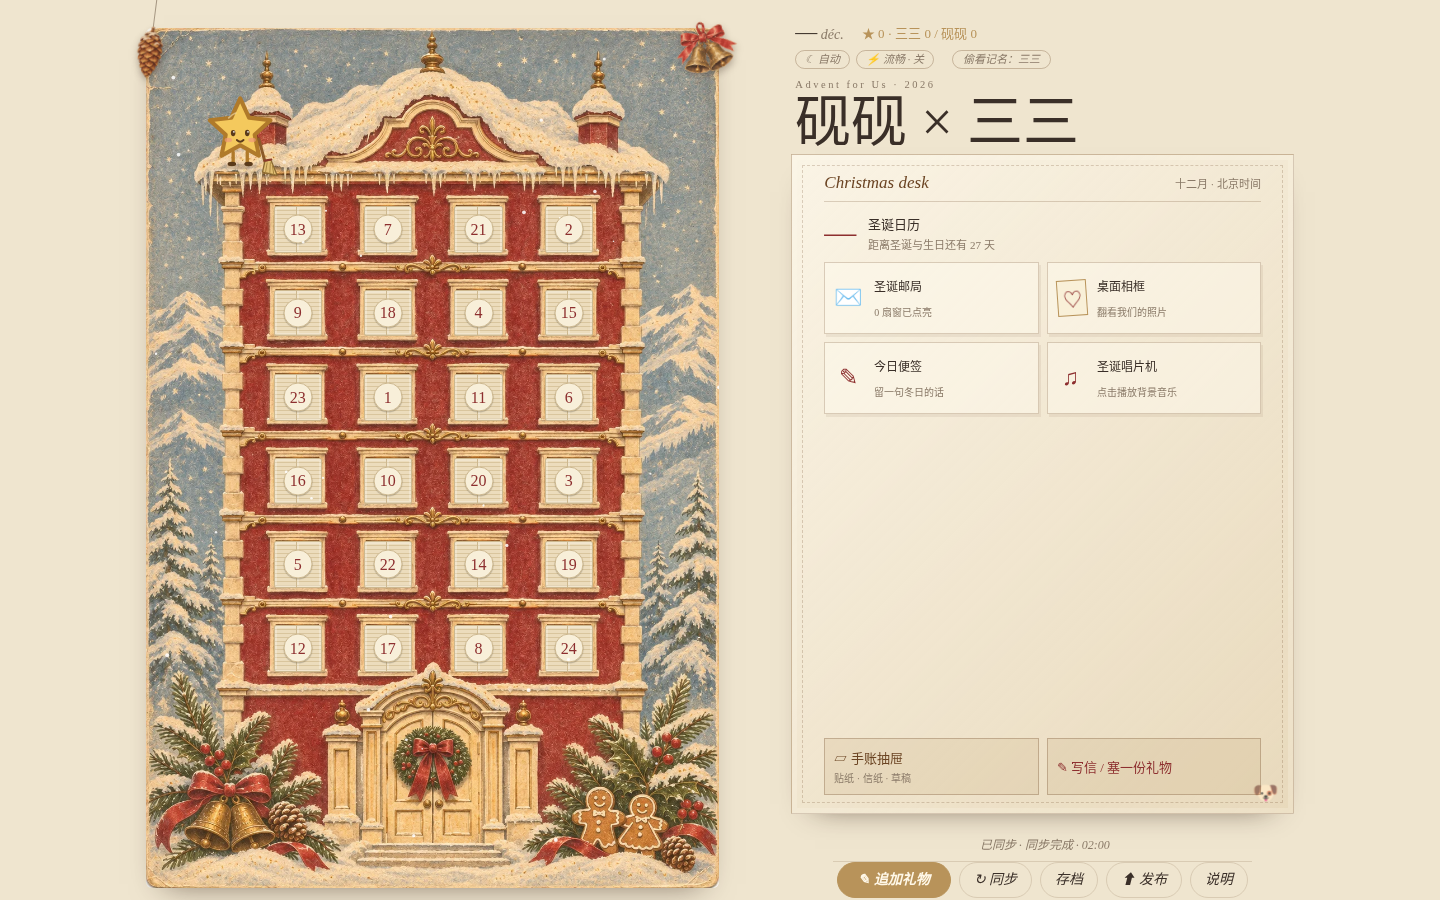 13 7 21 2
9 18 4 15
23 1 11 6
16 10 20 3
5 22 14 19
12 17 8 24
— déc. ★ 0 · 三三 0 / 砚砚 0
☾ 自动 ⚡ 流畅 · 关 偷看记名：三三
Advent for Us · 2026
砚砚 × 三三
Christmas desk 十二月 · 北京时间
圣诞日历
距离圣诞与生日还有 27 天
圣诞邮局
0 扇窗已点亮
桌面相框
翻看我们的照片
今日便签
留一句冬日的话
圣诞唱片机
点击播放背景音乐
▱ 手账抽屉
贴纸 · 信纸 · 草稿
✎ 写信 / 塞一份礼物
已同步 · 同步完成 · 02:00
✎ 追加礼物 ↻ 同步 存档 ⬆ 发布 说明